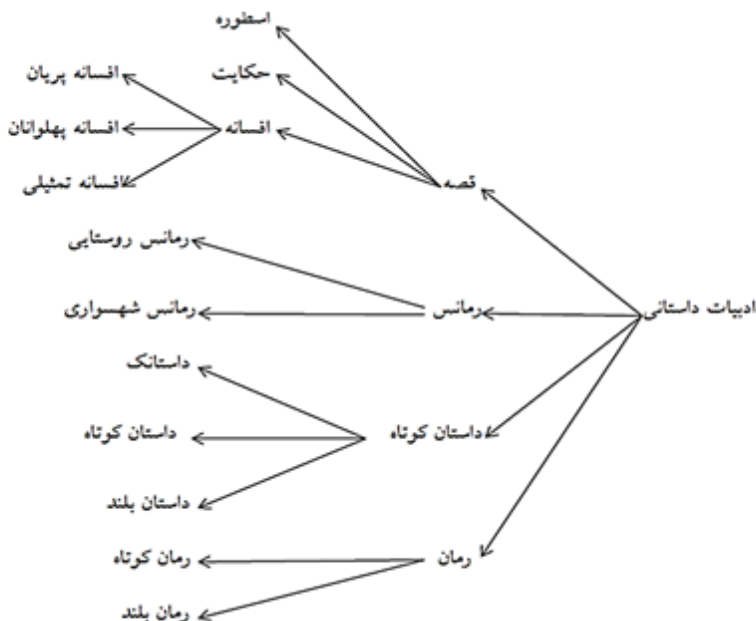 اسطوره
حکایت
افسانه پریان
افسانه
افسانه پهلوانان
افسانه تمثیلی
قصه
رمانس روستایی
ادبیات داستانی
رمانس
رمانس شهسواری
داستانک
داستان کوتاه
داستان کوتاه
داستان بلند
رمان
رمان کوتاه
رمان بلند